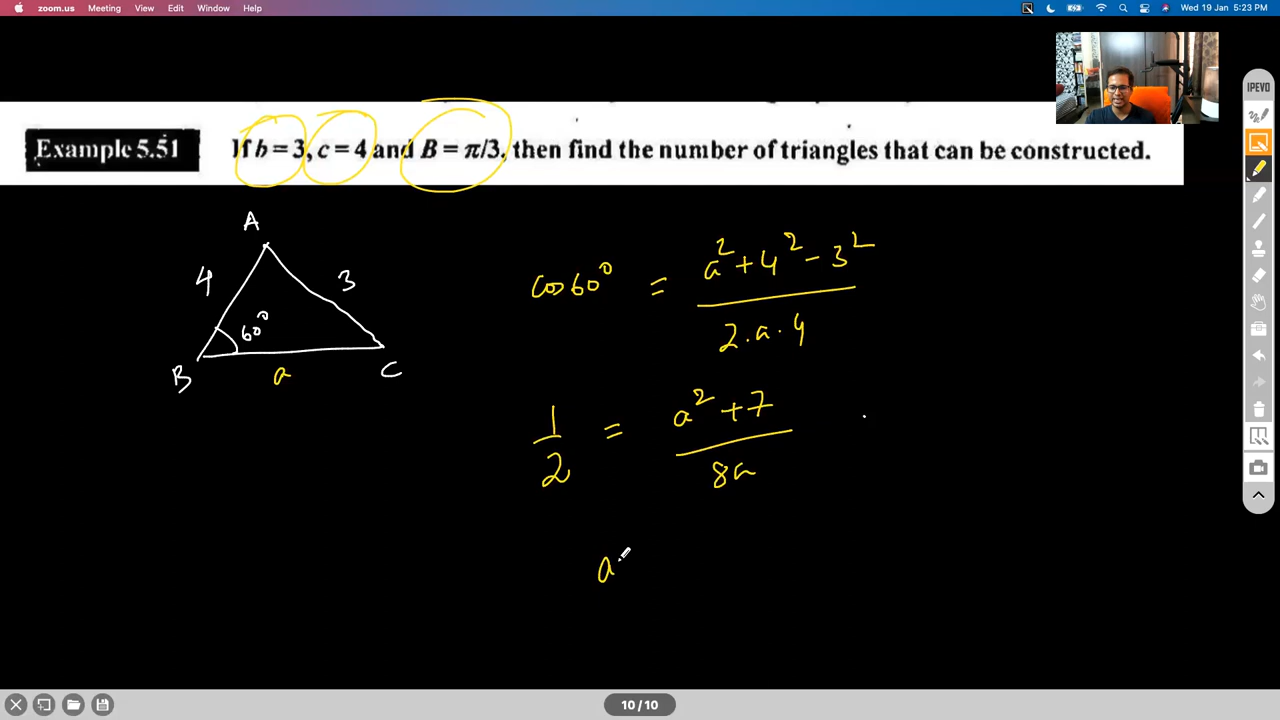 zoom.us Meeting View Edit Window Help Wed 19 Jan 5:23 PM
IPEVO
Example 5.51 If b = 3, c = 4 and B = π/3, then find the number of triangles that can be constructed.
A
4 3
60°
B a C
cos60° = a²+4²-3² / 2.a.4
1/2 = a²+7 / 8a
a
10 / 10